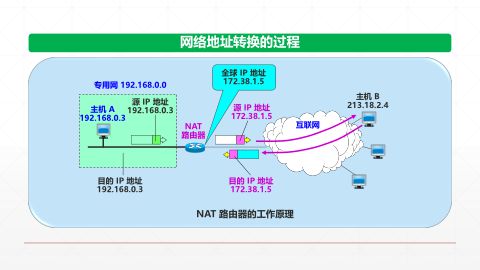 网络地址转换的过程
全球 IP 地址
172.38.1.5
专用网 192.168.0.0
主机 A
192.168.0.3
源 IP 地址
192.168.0.3
NAT
路由器
源 IP 地址
172.38.1.5
互联网
主机 B
213.18.2.4
目的 IP 地址
192.168.0.3
目的 IP 地址
172.38.1.5
NAT 路由器的工作原理